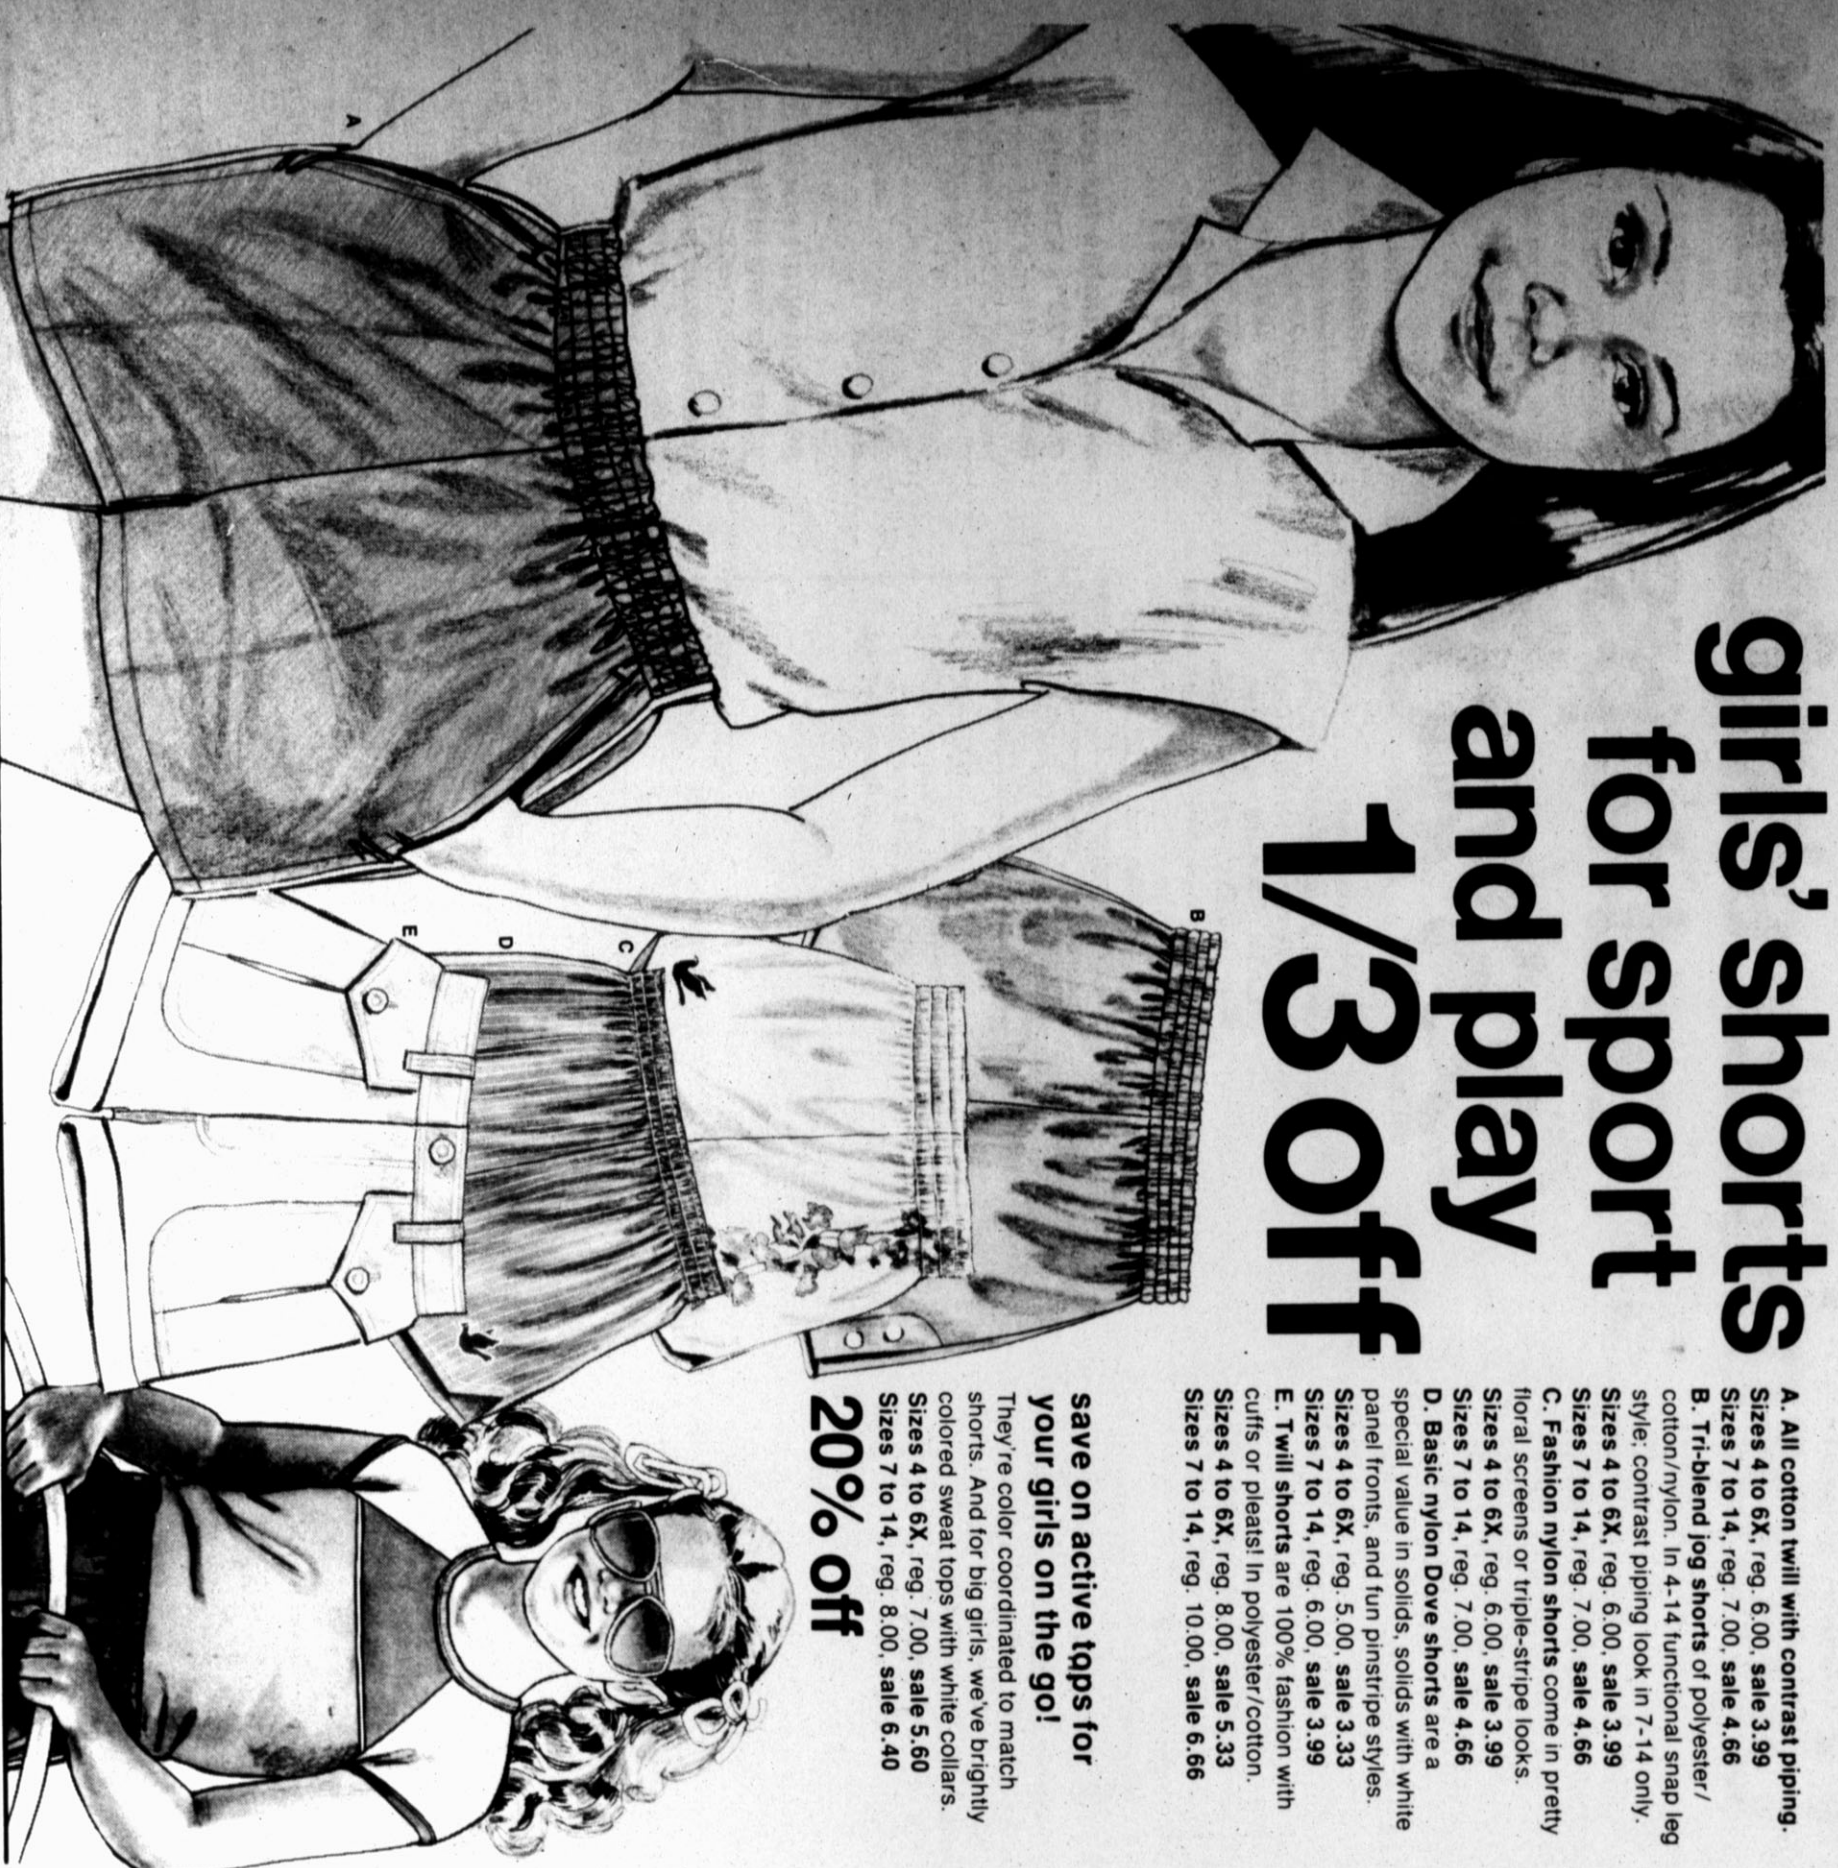 girls' shorts
for sport
and play
1/3 off
A. All cotton twill with contrast piping.
Sizes 4 to 6X, reg. 6.00, sale 3.99
Sizes 7 to 14, reg. 7.00, sale 4.66
B. Tri-blend jog shorts of polyester/
cotton/nylon. In 4-14 functional snap leg
style; contrast piping look in 7-14 only.
Sizes 4 to 6X, reg. 6.00, sale 3.99
Sizes 7 to 14, reg. 7.00, sale 4.66
C. Fashion nylon shorts come in pretty
floral screens or triple-stripe looks.
Sizes 4 to 6X, reg. 6.00, sale 3.99
Sizes 7 to 14, reg. 7.00, sale 4.66
D. Basic nylon Dove shorts are a
special value in solids, solids with white
panel fronts, and fun pinstripe styles.
Sizes 4 to 6X, reg. 5.00, sale 3.33
Sizes 7 to 14, reg. 6.00, sale 3.99
E. Twill shorts are 100% fashion with
cuffs or pleats! In polyester/cotton.
Sizes 4 to 6X, reg. 8.00, sale 5.33
Sizes 7 to 14, reg. 10.00, sale 6.66
save on active tops for
your girls on the go!
They're color coordinated to match
shorts. And for big girls, we've brightly
colored sweat tops with white collars.
Sizes 4 to 6X, reg. 7.00, sale 5.60
Sizes 7 to 14, reg. 8.00, sale 6.40
20% off
B
C
D
E
A